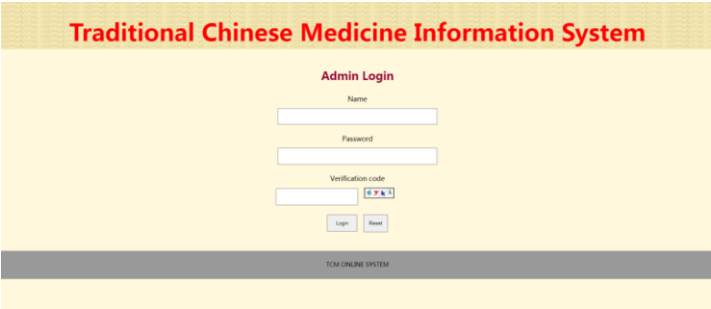 Traditional Chinese Medicine Information System
Admin Login
Name
Password
Verification code
Login Reset
TCM ONLINE SYSTEM